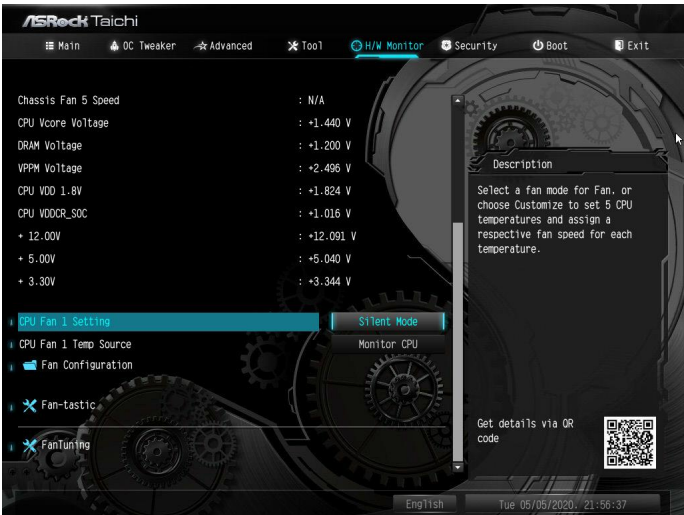 ASRock Taichi
Main OC Tweaker Advanced Tool H/W Monitor Security Boot Exit
Chassis Fan 5 Speed : N/A
CPU Vcore Voltage : +1.440 V
DRAM Voltage : +1.200 V
VPPM Voltage : +2.496 V
CPU VDD 1.8V : +1.824 V
CPU VDDCR_SOC : +1.016 V
+ 12.00V : +12.091 V
+ 5.00V : +5.040 V
+ 3.30V : +3.344 V
CPU Fan 1 Setting Silent Mode
CPU Fan 1 Temp Source Monitor CPU
Fan Configuration
Fan-tastic
FanTuning
Description
Select a fan mode for Fan. or
choose Customize to set 5 CPU
temperatures and assign a
respective fan speed for each
temperature.
Get details via QR
code
English Tue 05/05/2020. 21:56:37